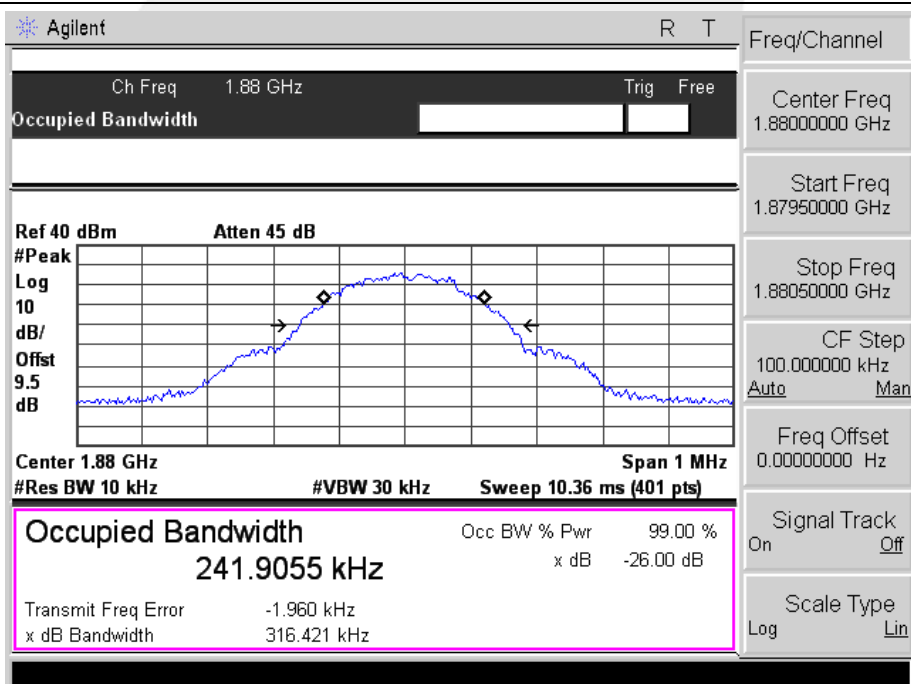 Agilent R T
Ch Freq 1.88 GHz Trig Free
Occupied Bandwidth
Ref 40 dBm Atten 45 dB
#Peak
Log
10
dB/
Offst
9.5
dB
Center 1.88 GHz Span 1 MHz
#Res BW 10 kHz #VBW 30 kHz Sweep 10.36 ms (401 pts)
Occupied Bandwidth Occ BW % Pwr 99.00 %
241.9055 kHz x dB -26.00 dB
Transmit Freq Error -1.960 kHz
x dB Bandwidth 316.421 kHz
Freq/Channel
Center Freq
1.88000000 GHz
Start Freq
1.87950000 GHz
Stop Freq
1.88050000 GHz
CF Step
100.000000 kHz
Auto Man
Freq Offset
0.00000000 Hz
Signal Track
On Off
Scale Type
Log Lin